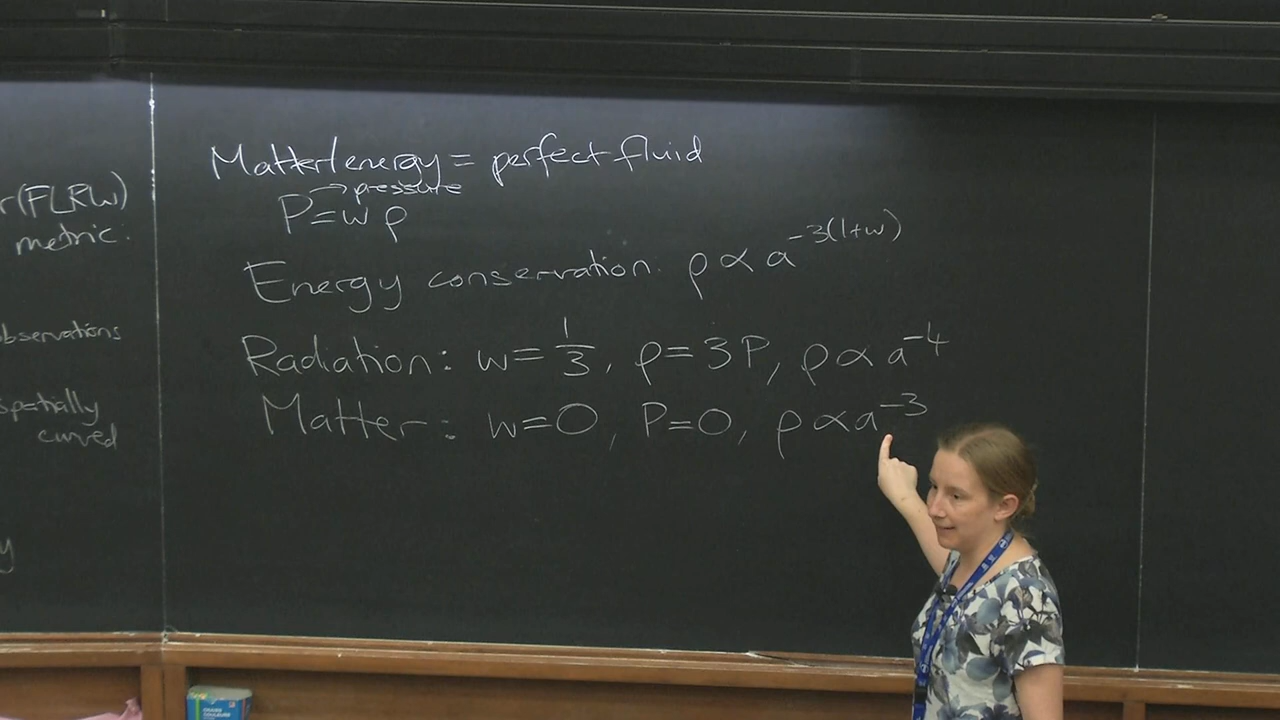 r(FLRW)
metric:
observations
spatially
curved
y
Matter/energy = perfect fluid
→ pressure
P=wρ
Energy conservation: ρ ∝ a^{-3(1+w)}
Radiation: w=1/3, ρ=3P, ρ ∝ a^{-4}
Matter: w=0, P=0, ρ ∝ a^{-3}